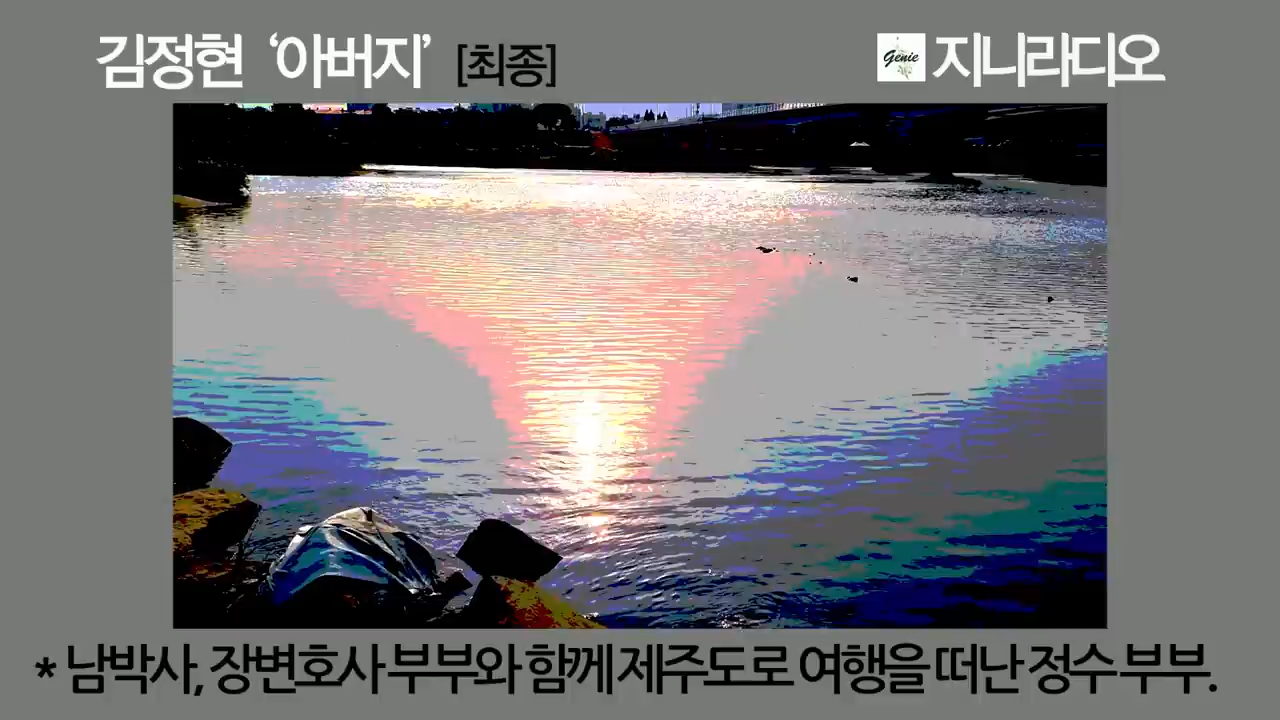 김정현 ‘아버지’ [최종]
Genie 지니라디오
* 남박사, 장변호사 부부와 함께 제주도로 여행을 떠난 정수 부부.